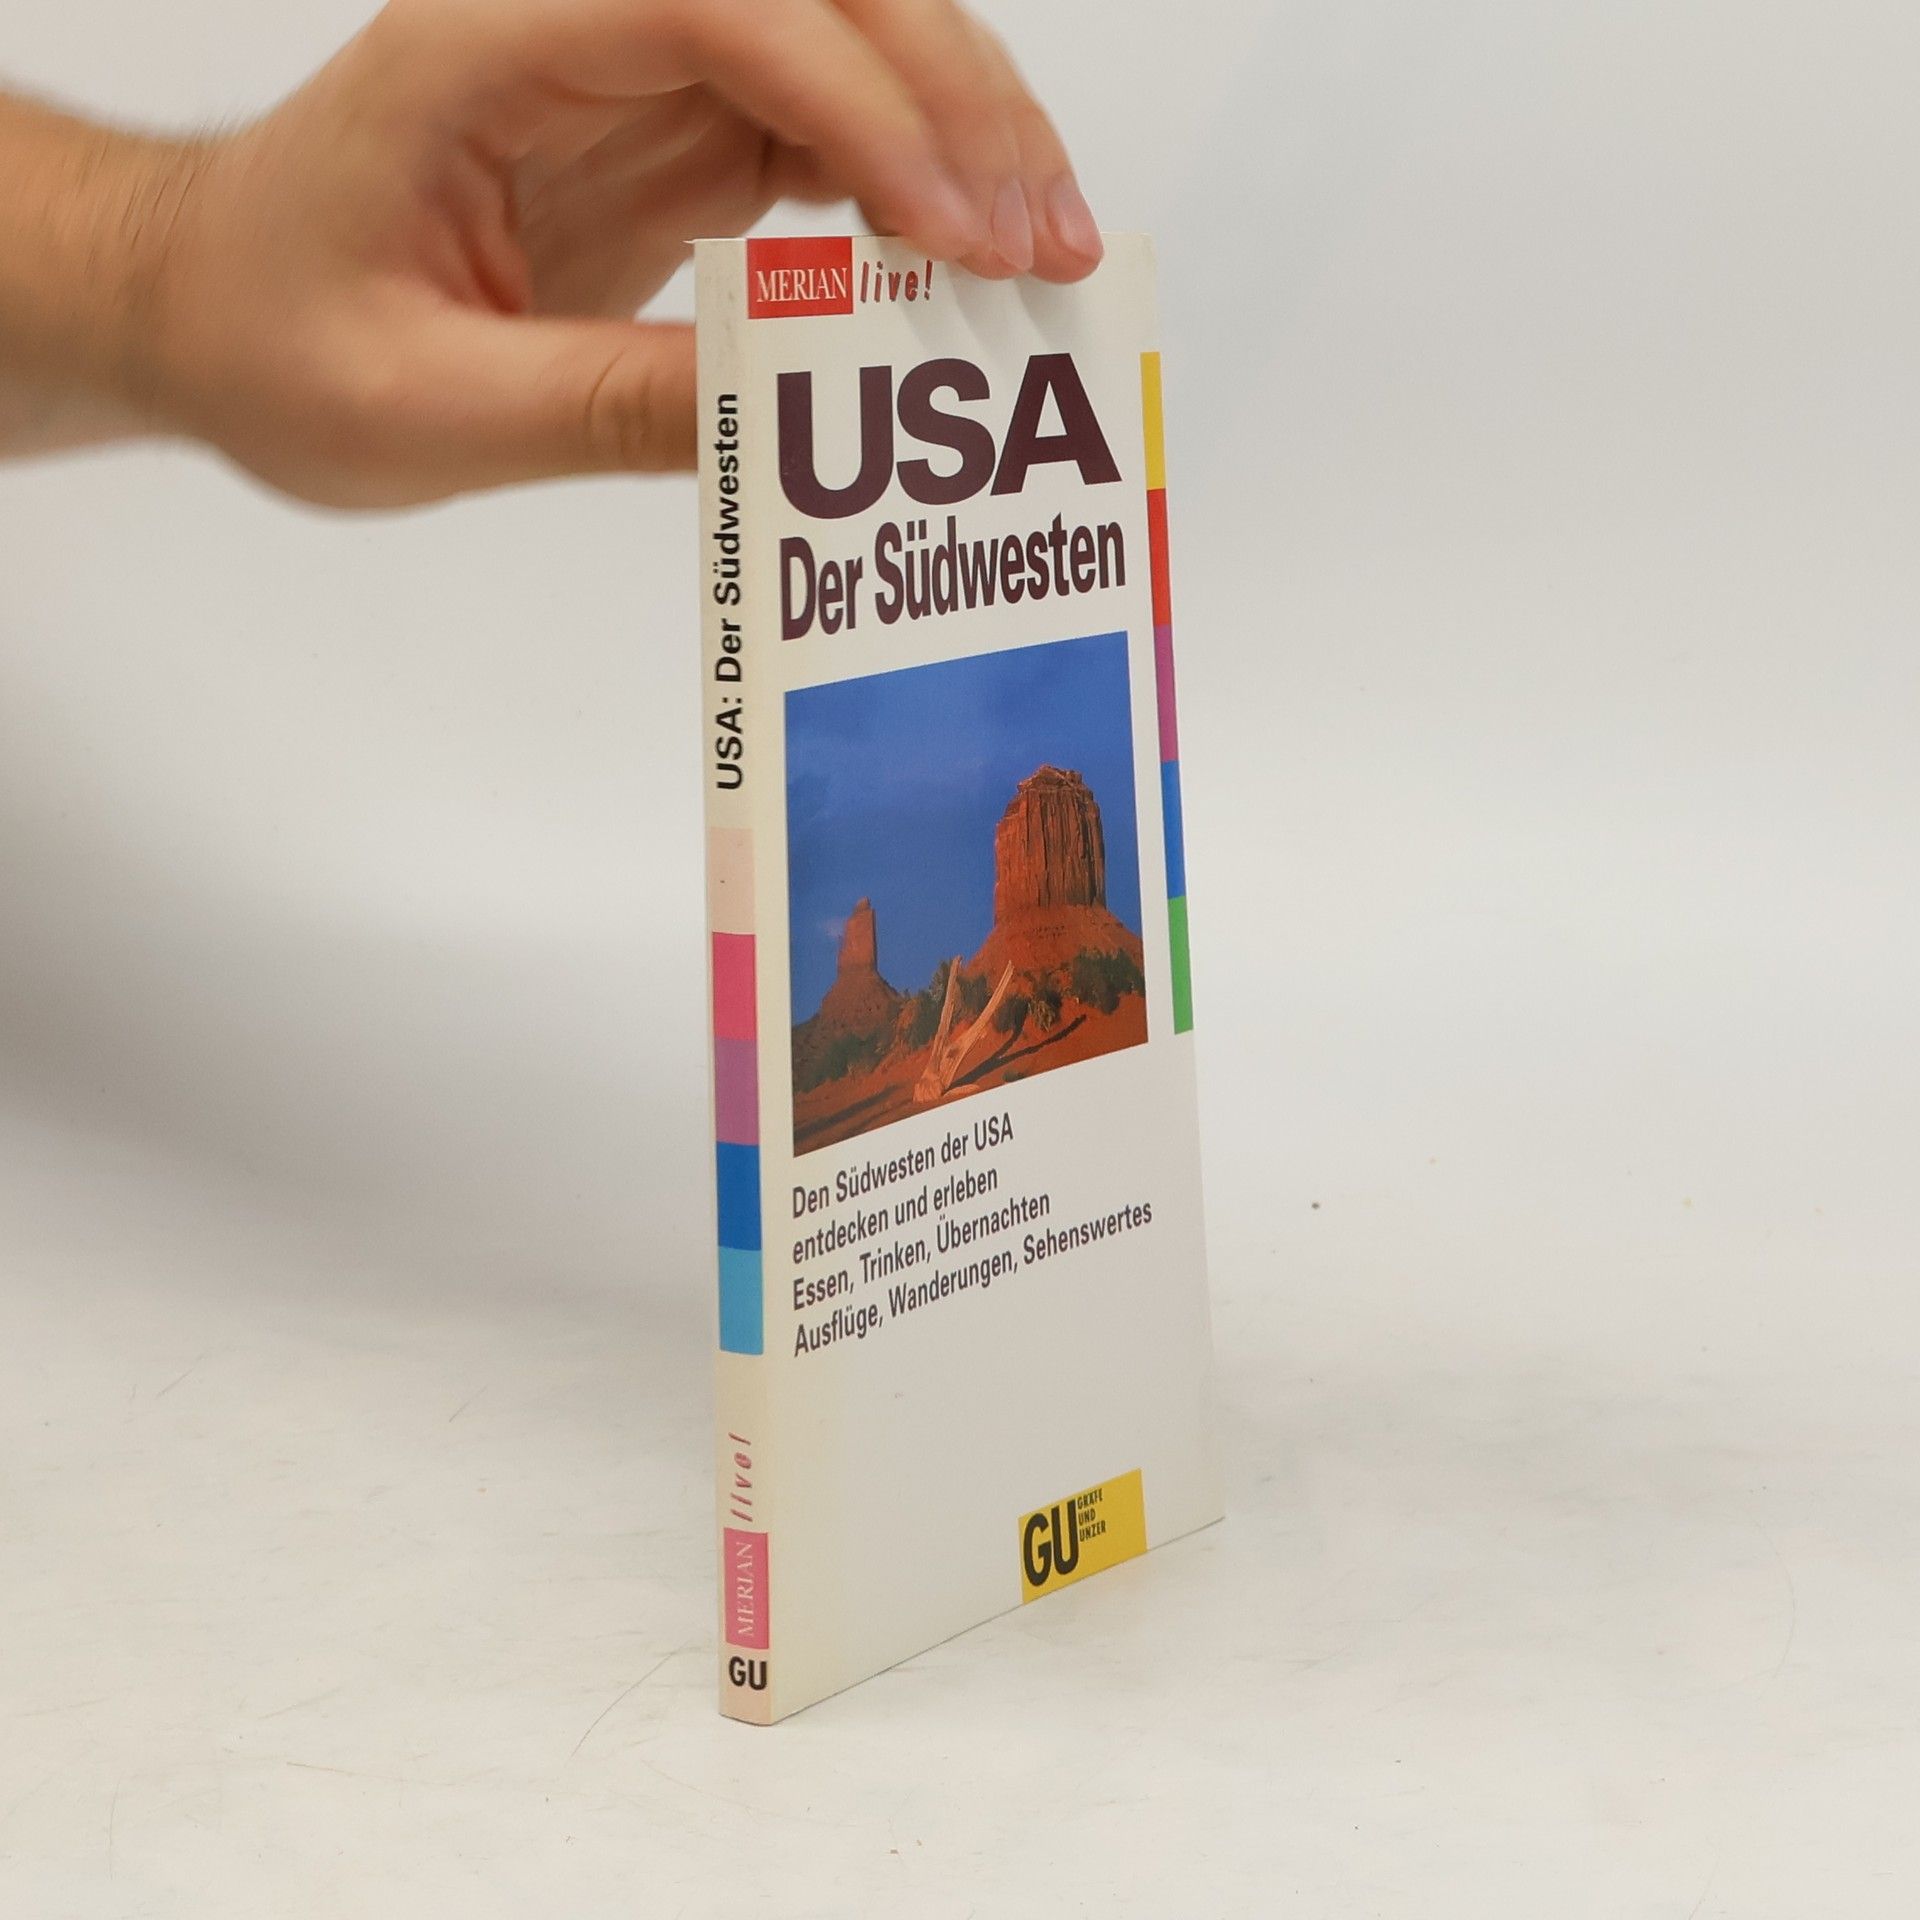 MERIAN live!
USA
Der Südwesten
Den Südwesten der USA
entdecken und erleben
Essen, Trinken, Übernachten
Ausflüge, Wanderungen, Sehenswertes
GU GRÄFE
UND
UNZER
USA: Der Südwesten
MERIAN live!
GU